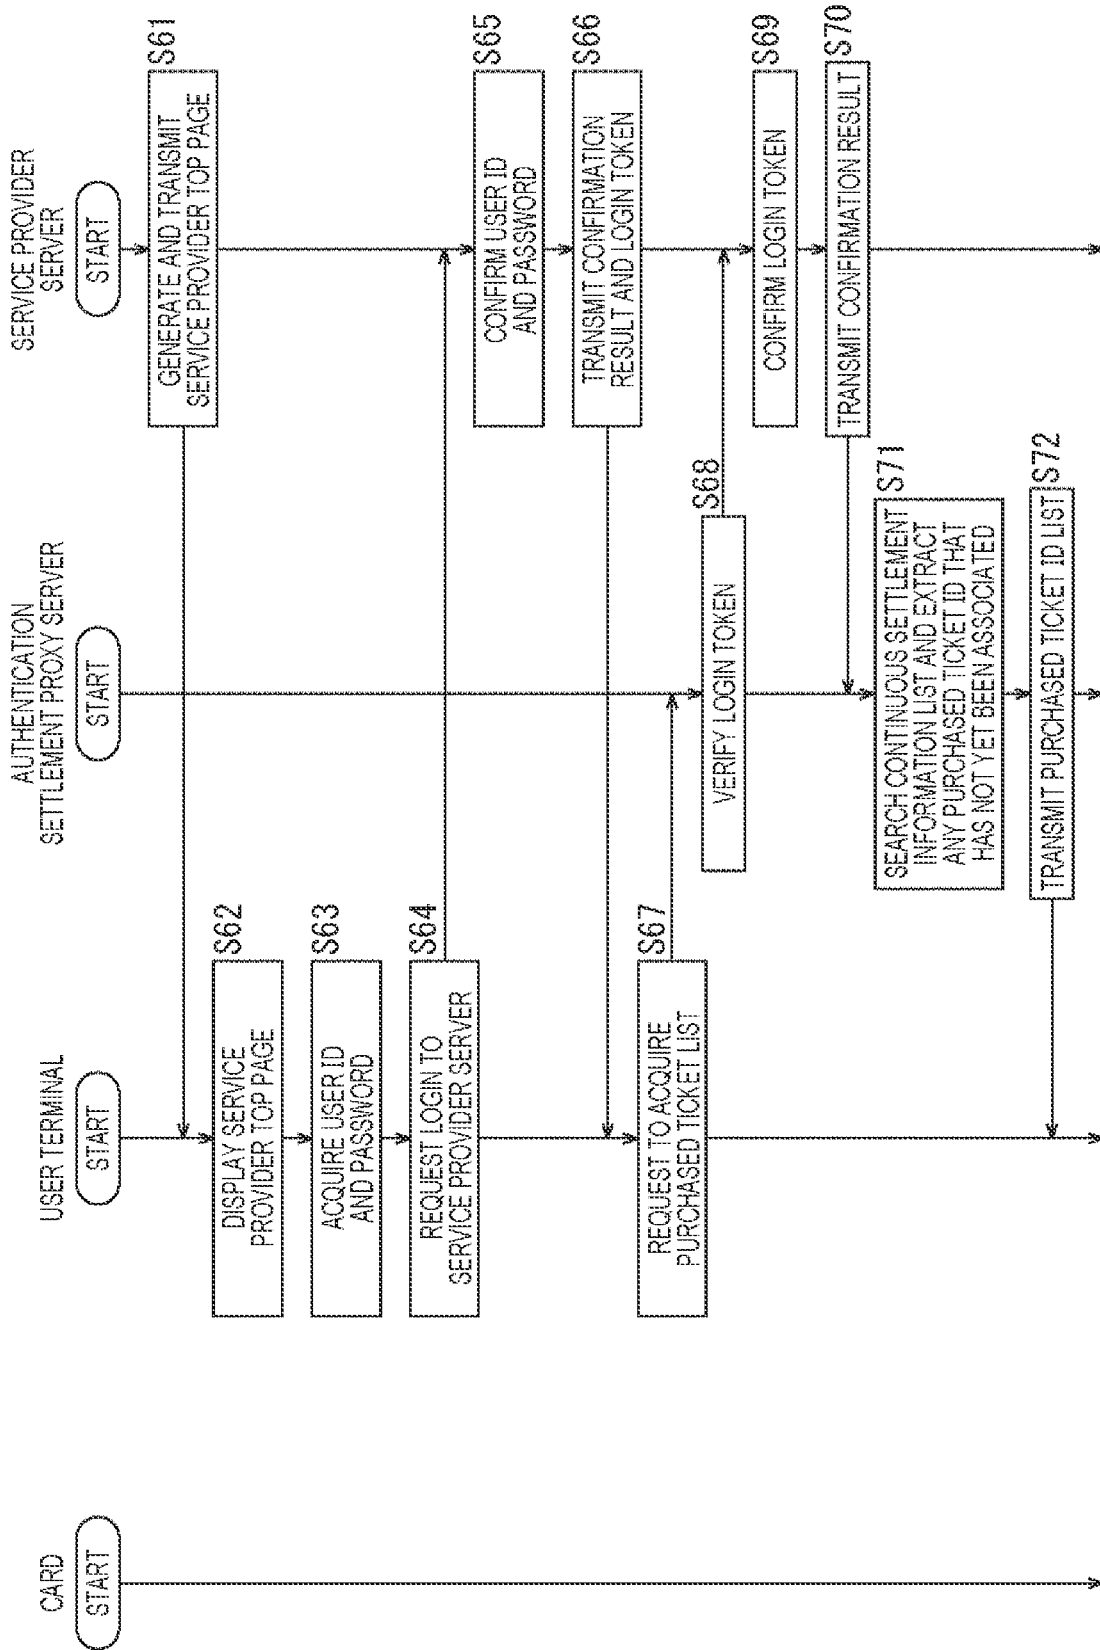 CARD
START
USER TERMINAL
START
AUTHENTICATION
SETTLEMENT PROXY SERVER
START
SERVICE PROVIDER
SERVER
START
S61
GENERATE AND TRANSMIT
SERVICE PROVIDER TOP PAGE
S62
DISPLAY SERVICE
PROVIDER TOP PAGE
S63
ACQUIRE USER ID
AND PASSWORD
S64
REQUEST LOGIN TO
SERVICE PROVIDER SERVER
S65
CONFIRM USER ID
AND PASSWORD
S66
TRANSMIT CONFIRMATION
RESULT AND LOGIN TOKEN
S67
REQUEST TO ACQUIRE
PURCHASED TICKET LIST
S68
VERIFY LOGIN TOKEN
S69
CONFIRM LOGIN TOKEN
S70
TRANSMIT CONFIRMATION RESULT
S71
SEARCH CONTINUOUS SETTLEMENT
INFORMATION LIST AND EXTRACT
ANY PURCHASED TICKET ID THAT
HAS NOT YET BEEN ASSOCIATED
S72
TRANSMIT PURCHASED TICKET ID LIST